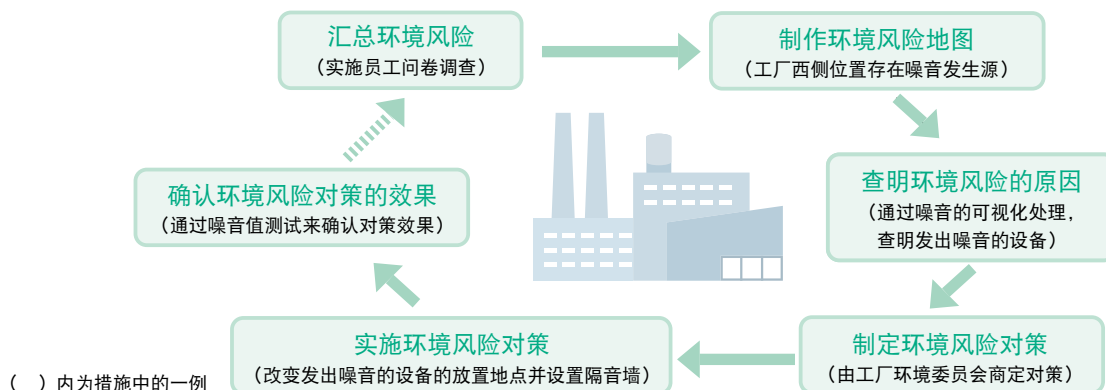 汇总环境风险
（实施员工问卷调查）
制作环境风险地图
（工厂西侧位置存在噪音发生源）
查明环境风险的原因
（通过噪音的可视化处理，
查明发出噪音的设备）
制定环境风险对策
（由工厂环境委员会商定对策）
实施环境风险对策
（改变发出噪音的设备的放置地点并设置隔音墙）
确认环境风险对策的效果
（通过噪音值测试来确认对策效果）
（　）内为措施中的一例